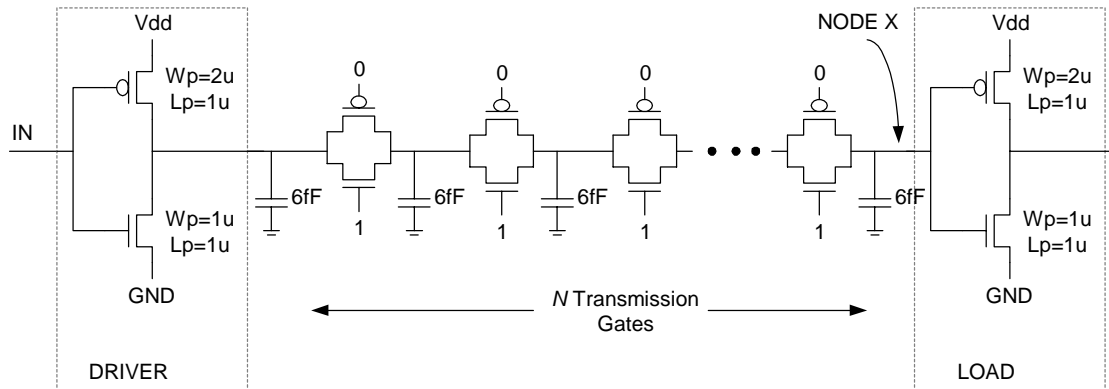 Vdd
Wp=2u
Lp=1u
IN
Wp=1u
Lp=1u
GND
DRIVER
6fF
0
1
6fF
0
1
6fF
0
1
0
1
6fF
N Transmission
Gates
NODE X
Vdd
Wp=2u
Lp=1u
Wp=1u
Lp=1u
GND
LOAD